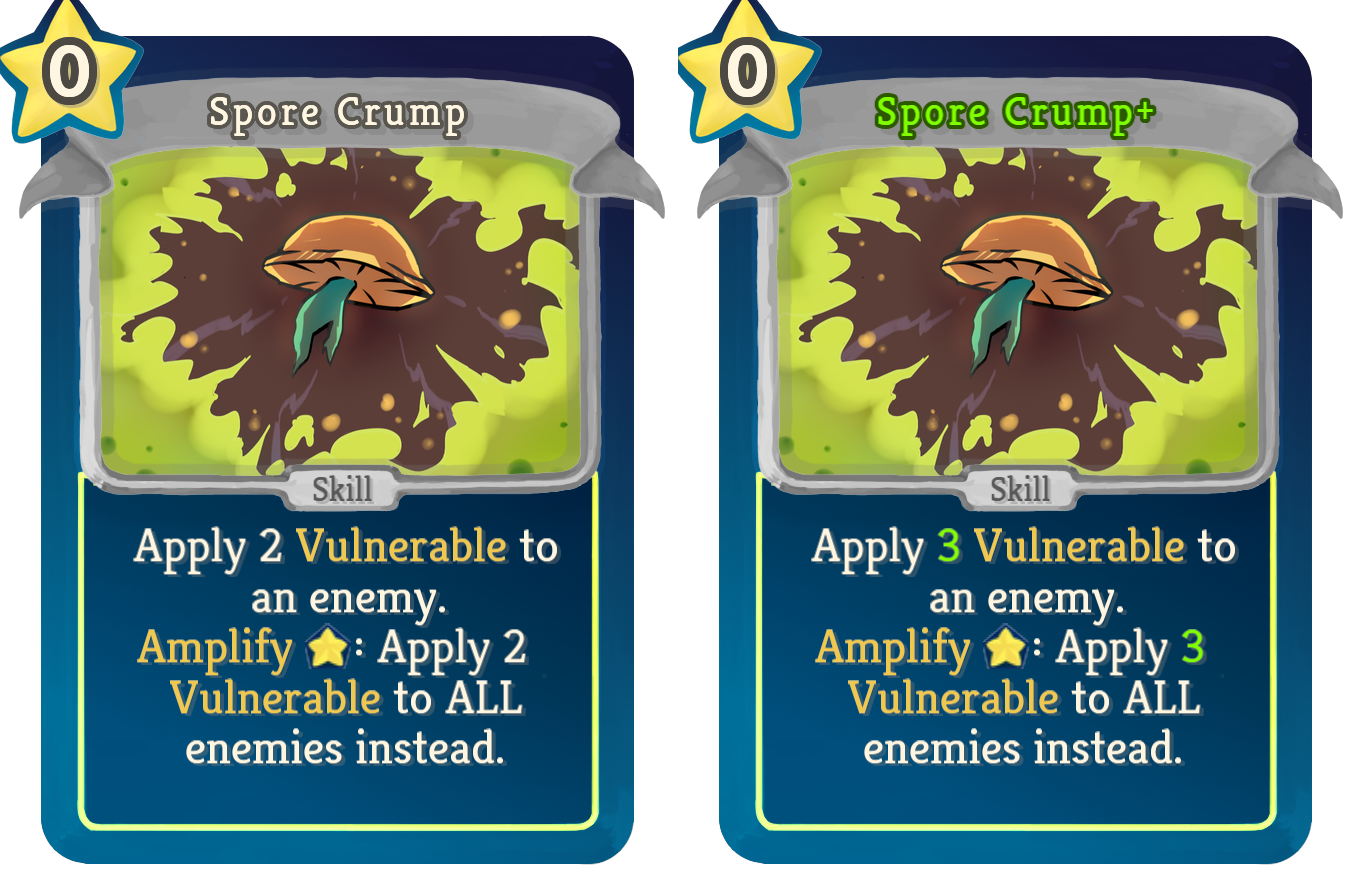 0
Spore Crump
Skill
Apply 2 Vulnerable to
an enemy.
Amplify : Apply 2
Vulnerable to ALL
enemies instead.
0
Spore Crump+
Skill
Apply 3 Vulnerable to
an enemy.
Amplify : Apply 3
Vulnerable to ALL
enemies instead.